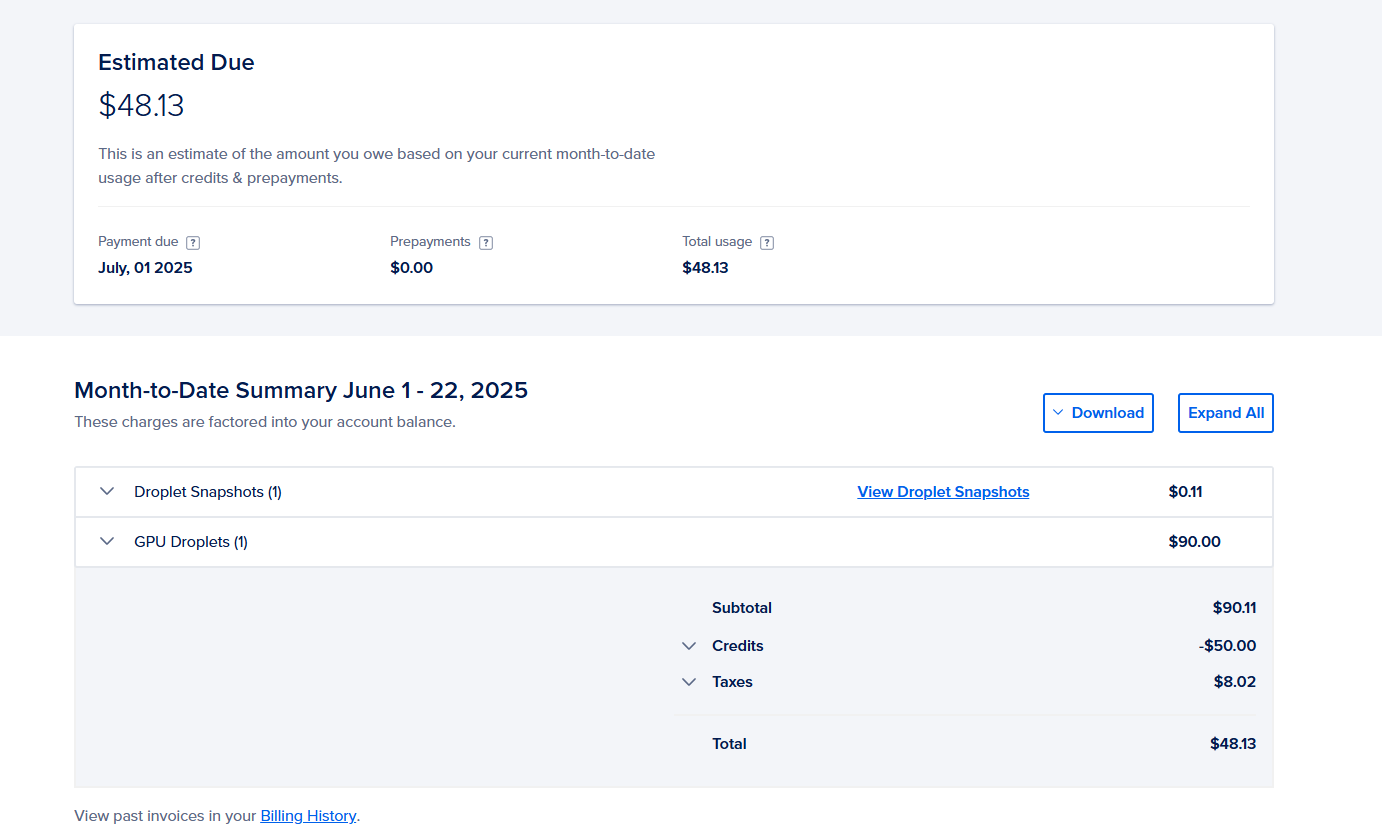 Estimated Due
$48.13
This is an estimate of the amount you owe based on your current month-to-date
usage after credits & prepayments.
Payment due ? Prepayments ? Total usage ?
July, 01 2025 $0.00 $48.13
Month-to-Date Summary June 1 - 22, 2025
These charges are factored into your account balance.
Download Expand All
Droplet Snapshots (1) View Droplet Snapshots $0.11
GPU Droplets (1) $90.00
Subtotal $90.11
Credits -$50.00
Taxes $8.02
Total $48.13
View past invoices in your Billing History.